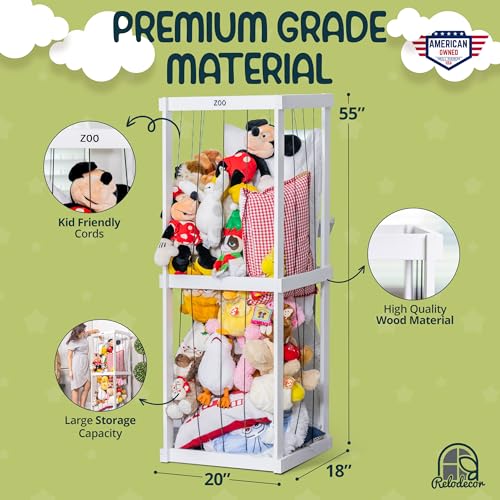 PREMIUM GRADE
MATERIAL
AMERICAN
OWNED
ZOO
55"
ZOO
Kid Friendly
Cords
High Quality
Wood Material
Large Storage
Capacity
20"
18"
Relodecor